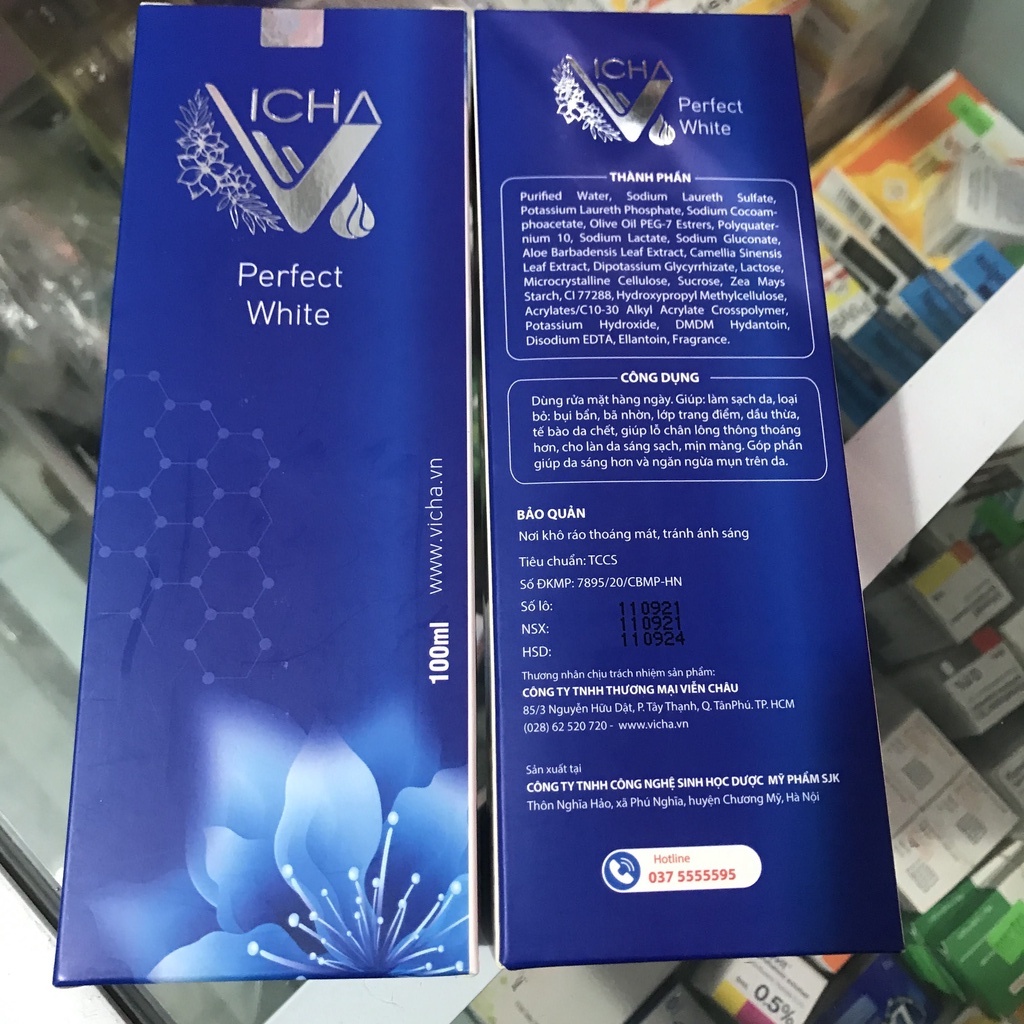 VICHA
Perfect
White
www.vicha.vn
100ml
VICHA
Perfect
White
THÀNH PHẦN
Purified Water, Sodium Laureth Sulfate,
Potassium Laureth Phosphate, Sodium Cocoam-
phoacetate, Olive Oil PEG-7 Estrers, Polyquater-
nium 10, Sodium Lactate, Sodium Gluconate,
Aloe Barbadensis Leaf Extract, Camellia Sinensis
Leaf Extract, Dipotassium Glycyrrhizate, Lactose,
Microcrystalline Cellulose, Sucrose, Zea Mays
Starch, CI 77288, Hydroxypropyl Methylcellulose,
Acrylates/C10-30 Alkyl Acrylate Crosspolymer,
Potassium Hydroxide, DMDM Hydantoin,
Disodium EDTA, Ellantoin, Fragrance.
CÔNG DỤNG
Dùng rửa mặt hàng ngày. Giúp: làm sạch da, loại
bỏ: bụi bẩn, bã nhờn, lớp trang điểm, dầu thừa,
tế bào da chết, giúp lỗ chân lông thông thoáng
hơn, cho làn da sáng sạch, mịn màng. Góp phần
giúp da sáng hơn và ngăn ngừa mụn trên da.
BẢO QUẢN
Nơi khô ráo thoáng mát, tránh ánh sáng
Tiêu chuẩn: TCCS
Số ĐKMP: 7895/20/CBMP-HN
Số lô: 110921
NSX: 110921
HSD: 110924
Thương nhân chịu trách nhiệm sản phẩm:
CÔNG TY TNHH THƯƠNG MẠI VIỄN CHÂU
85/3 Nguyễn Hữu Dật, P. Tây Thạnh, Q. TânPhú. TP. HCM
(028) 62 520 720 - www.vicha.vn
Sản xuất tại
CÔNG TY TNHH CÔNG NGHỆ SINH HỌC DƯỢC MỸ PHẨM SJK
Thôn Nghĩa Hảo, xã Phú Nghĩa, huyện Chương Mỹ, Hà Nội
Hotline
037 5555595
0.5%